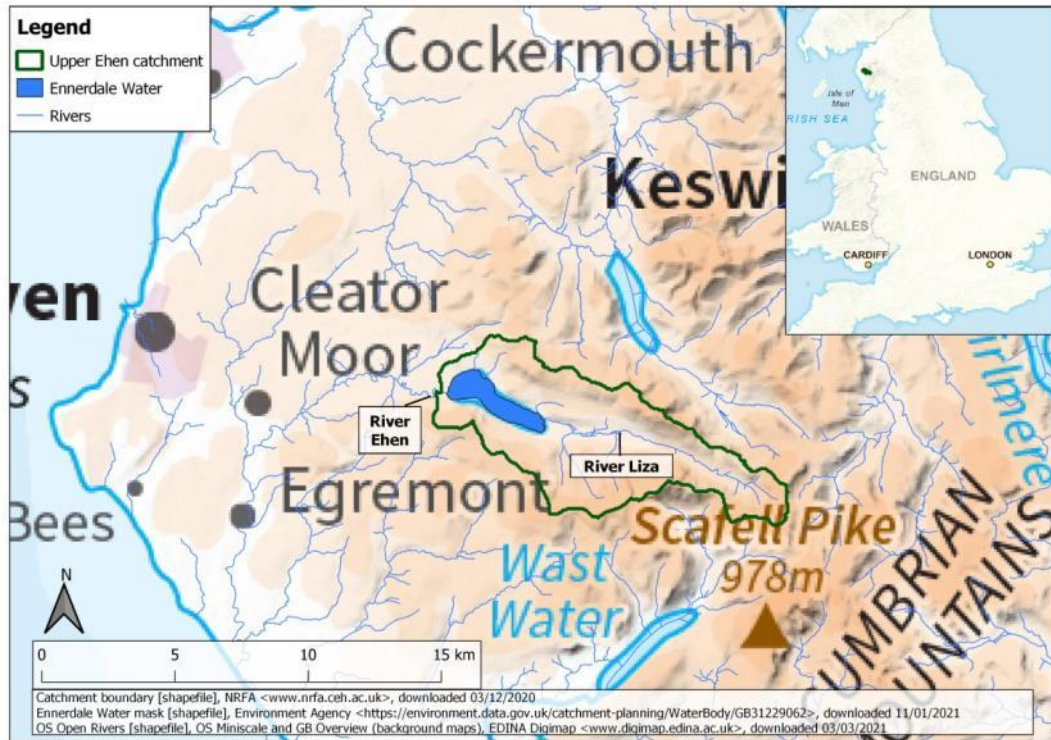 Legend
Upper Ehen catchment
Ennerdale Water
Rivers
Cockermouth
Keswi
Isle of
Man
RISH SEA
ENGLAND
WALES
CARDIFF
LONDON
ven
Cleator
Moor
irlmere
s
River
Ehen
River Liza
Egremont
Bees
Scafell Pike
978m
Wast
Water
UMBRIAN
OUNTAINS
N
0 5 10 15 km
Catchment boundary [shapefile], NRFA <www.nrfa.ceh.ac.uk>, downloaded 03/12/2020
Ennerdale Water mask [shapefile], Environment Agency <https://environment.data.gov.uk/catchment-planning/WaterBody/GB31229062>, downloaded 11/01/2021
OS Open Rivers [shapefile], OS Miniscale and GB Overview (background maps), EDINA Digimap <www.digimap.edina.ac.uk>, downloaded 03/03/2021